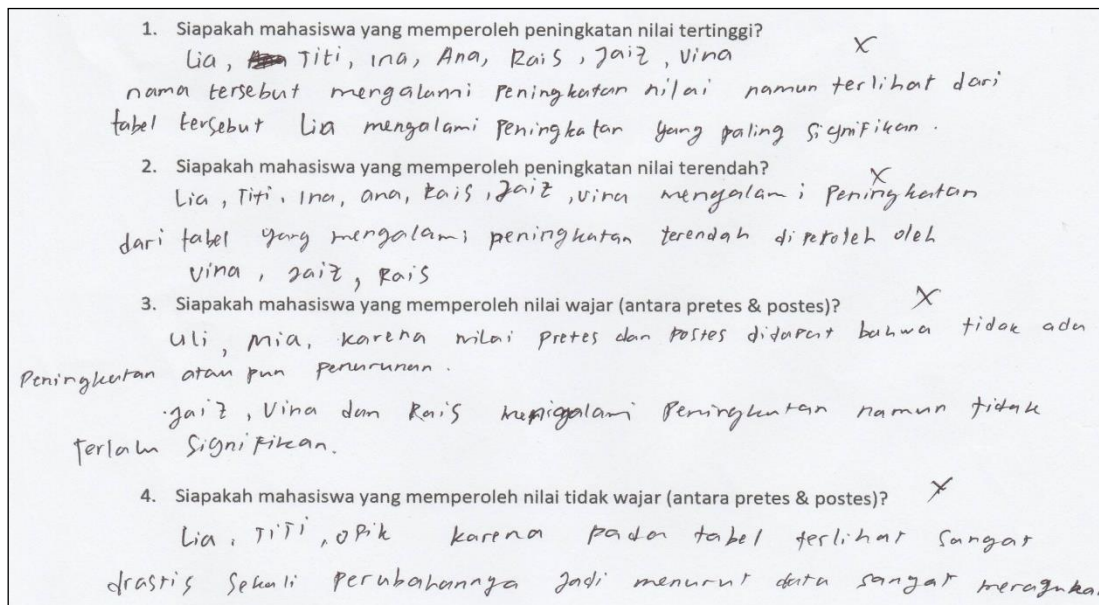 1. Siapakah mahasiswa yang memperoleh peningkatan nilai tertinggi?
Lia, Titi, Ina, Ana, Rais, Jaiz, Vina X
nama tersebut mengalami peningkatan nilai namun terlihat dari
tabel tersebut Lia mengalami peningkatan yang paling signifikan.
2. Siapakah mahasiswa yang memperoleh peningkatan nilai terendah? X
Lia, Titi, Ina, ana, Rais, Jaiz, vina mengalami peningkatan
dari tabel yang mengalami peningkatan terendah diperoleh oleh
vina, Jaiz, Rais
3. Siapakah mahasiswa yang memperoleh nilai wajar (antara pretes & postes)? X
Uli, Mia, karena nilai pretes dan postes didapat bahwa tidak ada
peningkatan ataupun penurunan.
Jaiz, Vina dan Rais mengalami peningkatan namun tidak
terlalu signifikan.
4. Siapakah mahasiswa yang memperoleh nilai tidak wajar (antara pretes & postes)? X
Lia, Titi, Opik karena pada tabel terlihat sangat
drastis sekali perubahannya jadi menurut data sangat